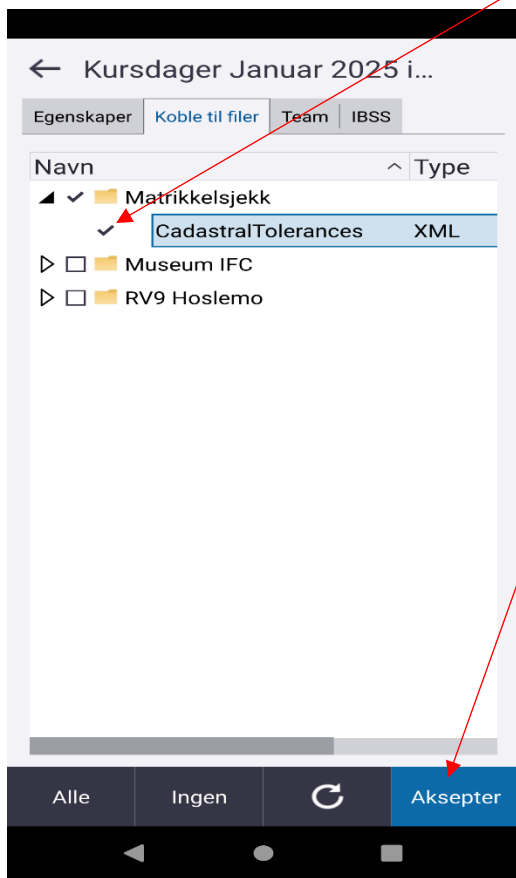 Kursdager Januar 2025 i...
Egenskaper Koble til filer Team IBSS
Navn Type
Matrikkelsjekk
CadastralTolerances XML
Museum IFC
RV9 Hoslemo
Alle Ingen Aksepter